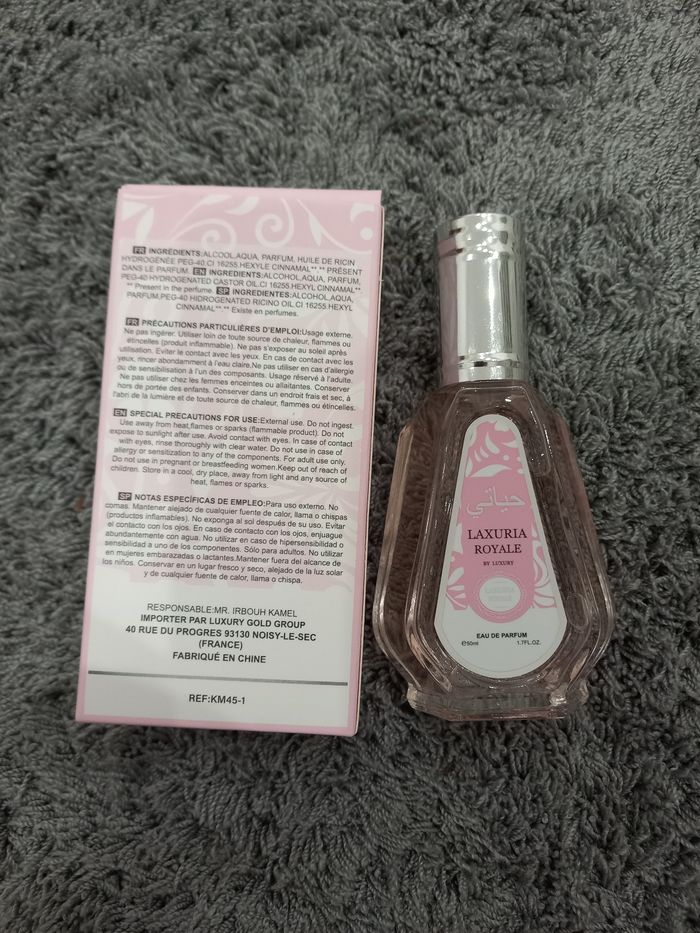 FR INGRÉDIENTS:ALCOOL,AQUA, PARFUM, HUILE DE RICIN
HYDROGÉNÉE PEG-40.CI 16255.HEXYLE CINNAMAL** ** PRÉSENT
DANS LE PARFUM. EN INGREDIENTS:ALCOHOL,AQUA, PARFUM,
PEG-40 HYDROGENATED CASTOR OIL.CI 16255.HEXYL CINNAMAL**
** Present in the perfume. SP INGREDIENTES:ALCOHOL,AQUA,
PARFUM,PEG-40 HIDROGENATED RICINO OIL.CI 16255.HEXYL
CINNAMAL** ** Existe en perfumes.
FR PRÉCAUTIONS PARTICULIÈRES D'EMPLOI:Usage externe.
Ne pas ingérer. Utiliser loin de toute source de chaleur, flammes ou
étincelles (produit inflammable). Ne pas s'exposer au soleil après
utilisation. Eviter le contact avec les yeux. En cas de contact avec les
yeux, rincer abondamment à l'eau claire.Ne pas utiliser en cas d'allergie
ou de sensibilisation à l'un des composants. Usage réservé à l'adulte.
Ne pas utiliser chez les femmes enceintes ou allaitantes. Conserver
hors de portée des enfants. Conserver dans un endroit frais et sec, à
l'abri de la lumière et de toute source de chaleur, flammes ou étincelles.
EN SPECIAL PRECAUTIONS FOR USE:External use. Do not ingest.
Use away from heat,flames or sparks (flammable product). Do not
expose to sunlight after use. Avoid contact with eyes. In case of contact
with eyes, rinse thoroughly with clear water. Do not use in case of
allergy or sensitization to any of the components. For adult use only.
Do not use in pregnant or breastfeeding women.Keep out of reach of
children. Store in a cool, dry place, away from light and any source of
heat, flames or sparks.
SP NOTAS ESPECÍFICAS DE EMPLEO:Para uso externo. No
comas. Mantener alejado de cualquier fuente de calor, llama o chispas
(productos inflamables). No exponga al sol después de su uso. Evitar
el contacto con los ojos. En caso de contacto con los ojos, enjuague
abundantemente con agua. No utilizar en caso de hipersensibilidad o
sensibilidad a uno de los componentes. Sólo para adultos. No utilizar
en mujeres embarazadas o lactantes.Mantener fuera del alcance de
los niños. Conservar en un lugar fresco y seco, alejado de la luz solar
y de cualquier fuente de calor, llama o chispa.
RESPONSABLE:MR. IRBOUH KAMEL
IMPORTER PAR LUXURY GOLD GROUP
40 RUE DU PROGRES 93130 NOISY-LE-SEC
(FRANCE)
FABRIQUÉ EN CHINE
REF:KM45-1
حياتي
LAXURIA
ROYALE
BY LUXURY
LAXURIA
ROYALE
EAU DE PARFUM
e50ml 1.7FL.OZ.